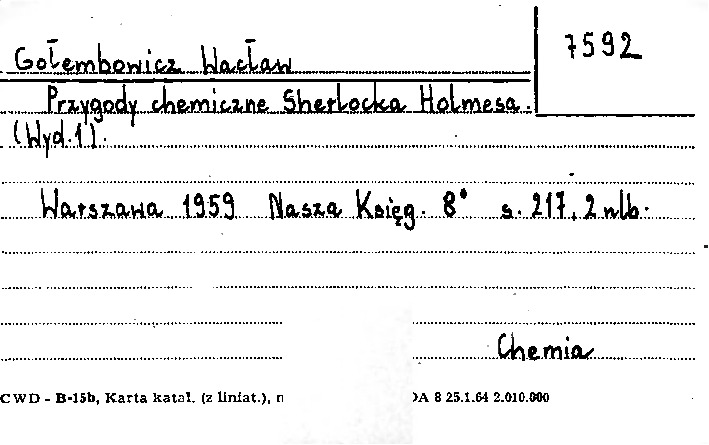 7592
Gołembowicz Wacław
Przygody chemiczne Sherlocka Holmesa.
(Wyd.1).
Warszawa 1959 Nasza Księg. 8° s. 217, 2 nlb.
Chemia
CWD - B-15b, Karta katal. (z liniat.), DA 8 25.1.64 2.010.000